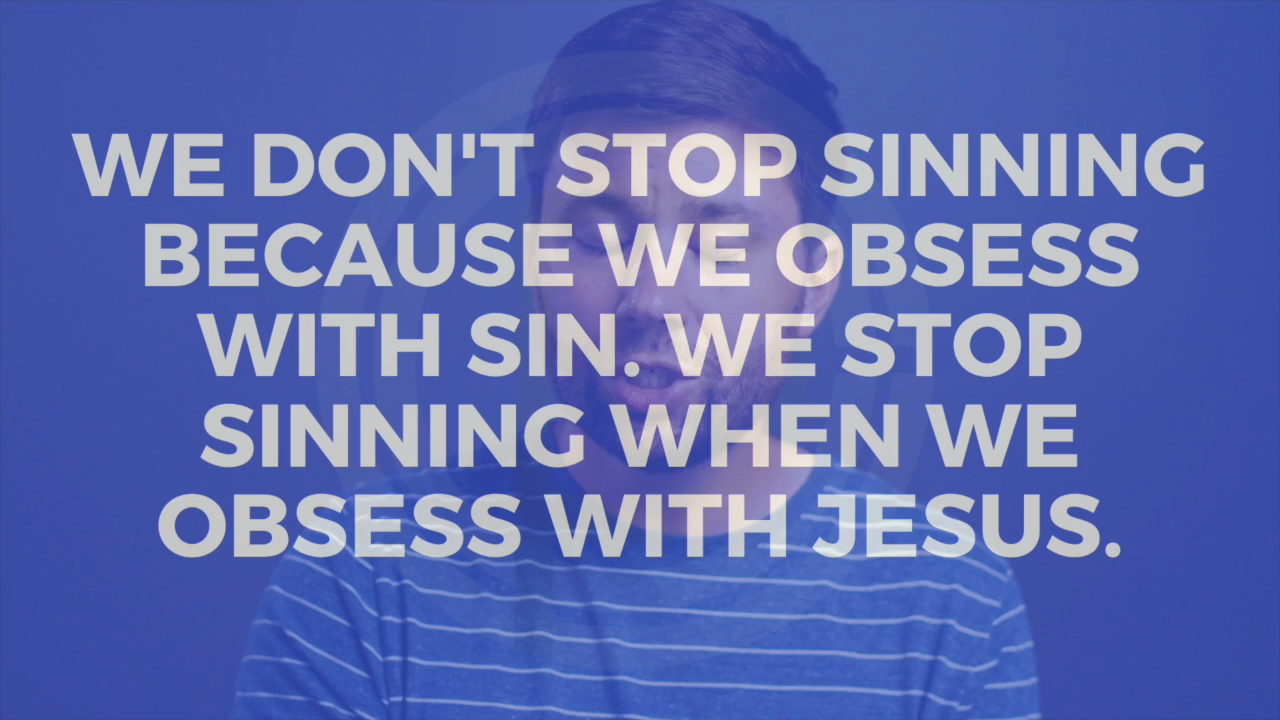 WE DON'T STOP SINNING
BECAUSE WE OBSESS
WITH SIN. WE STOP
SINNING WHEN WE
OBSESS WITH JESUS.